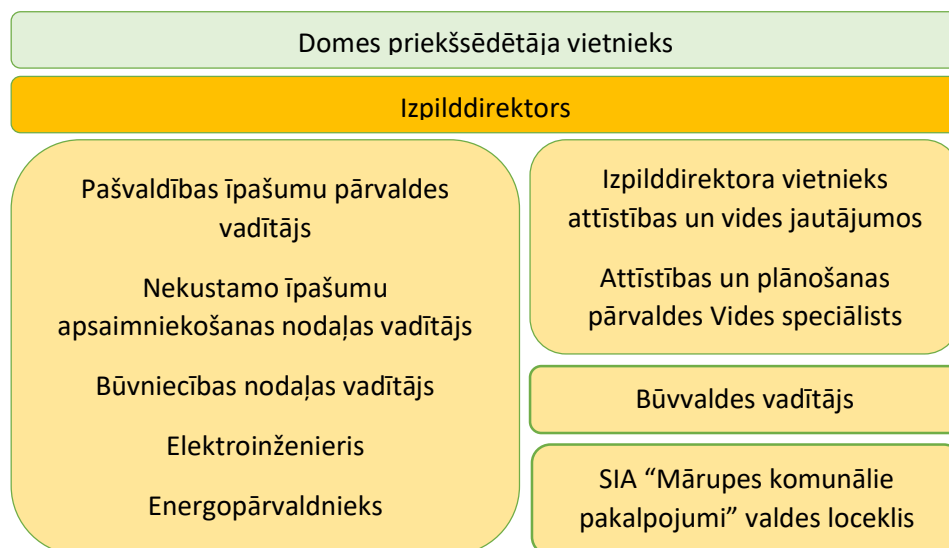 Domes priekšsēdētāja vietnieks
Izpilddirektors
Pašvaldības īpašumu pārvaldes
vadītājs
Nekustamo īpašumu
apsaimniekošanas nodaļas vadītājs
Būvniecības nodaļas vadītājs
Elektroinženieris
Energopārvaldnieks
Izpilddirektora vietnieks
attīstības un vides jautājumos
Attīstības un plānošanas
pārvaldes Vides speciālists
Būvvaldes vadītājs
SIA “Mārupes komunālie
pakalpojumi” valdes loceklis